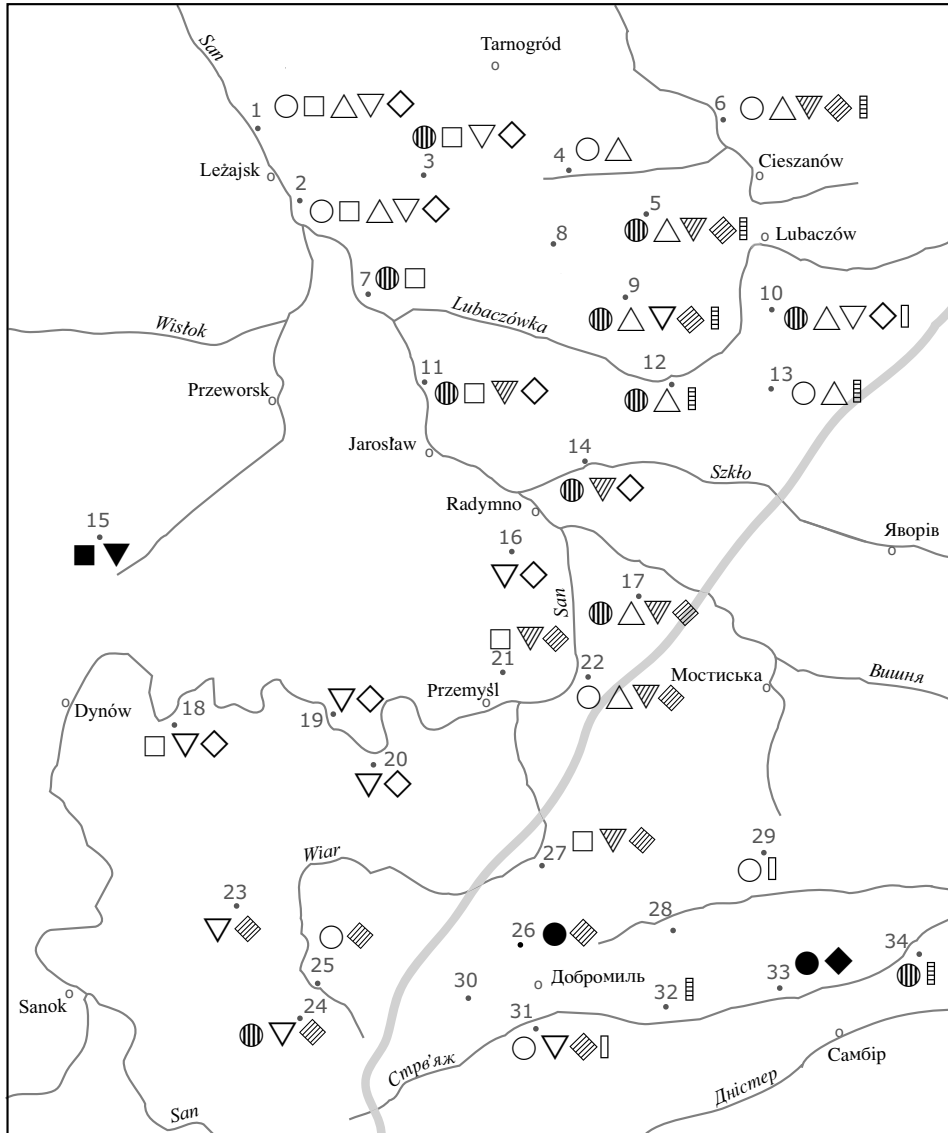 San
Tarnogród
1
6
3
4
Cieszanów
Leżajsk
2
5
8
Lubaczów
7
9
10
Lubaczówka
Wisłok
12
13
11
Przeworsk
Jarosław
14
Szkło
Radymno
15
16
Яворів
17
San
21
22
Мостиська
Вишня
Przemyśl
Dynów
18
19
20
Wiar
27
29
23
26
28
34
25
33
30
Добромиль
32
Sanok
24
31
Самбір
Стрв'яж
Дністер
San